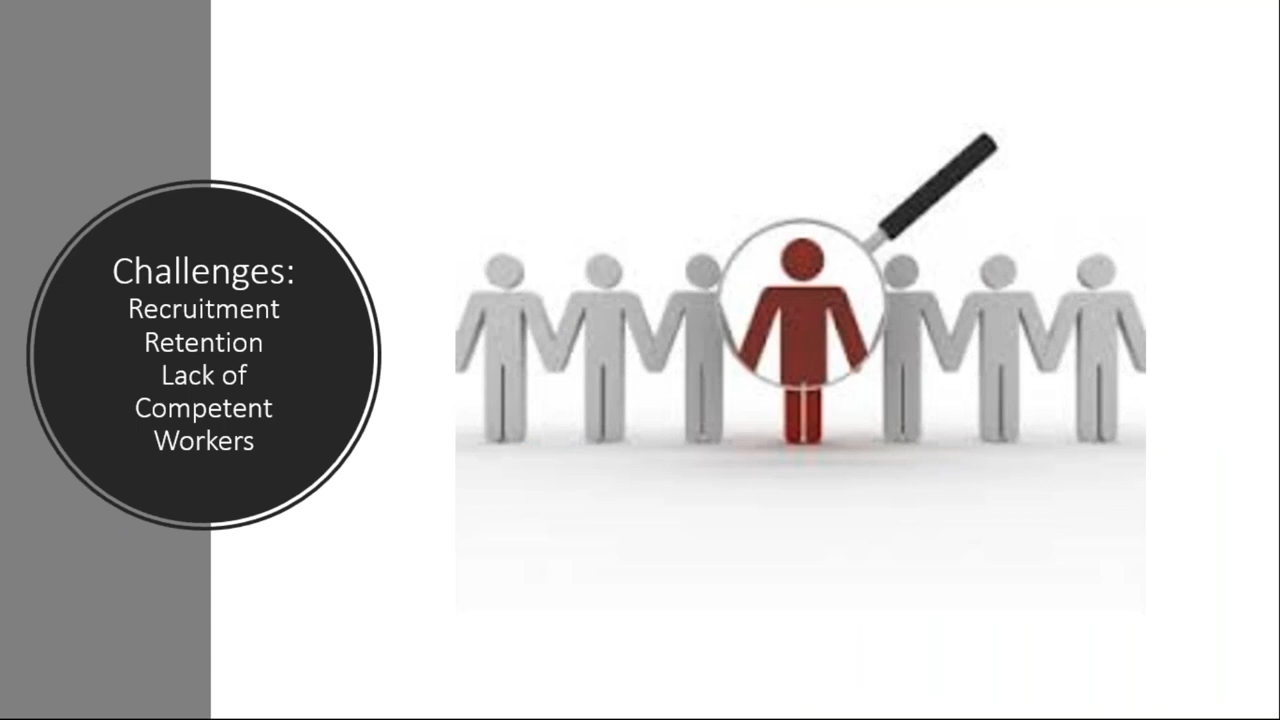 Challenges:
Recruitment
Retention
Lack of
Competent
Workers